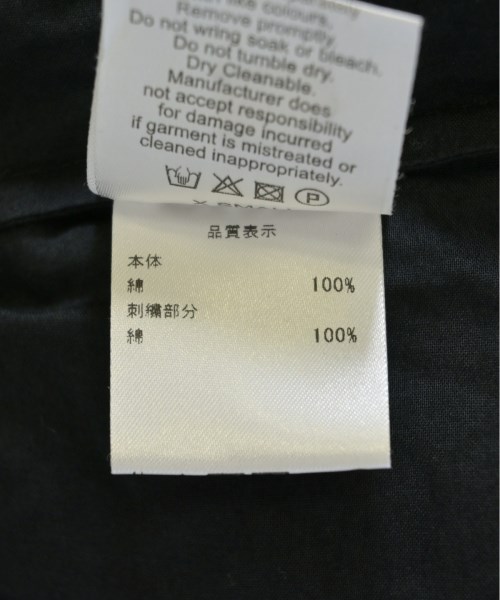 like colours.
Remove promptly
Do not wring soak or bleach.
Do not tumble dry.
Dry Cleanable.
Manufacturer does
not accept responsibility
for damage incurred
if garment is mistreated or
cleaned inappropriately.
P
品質表示
本体
綿 100%
刺繍部分
綿 100%